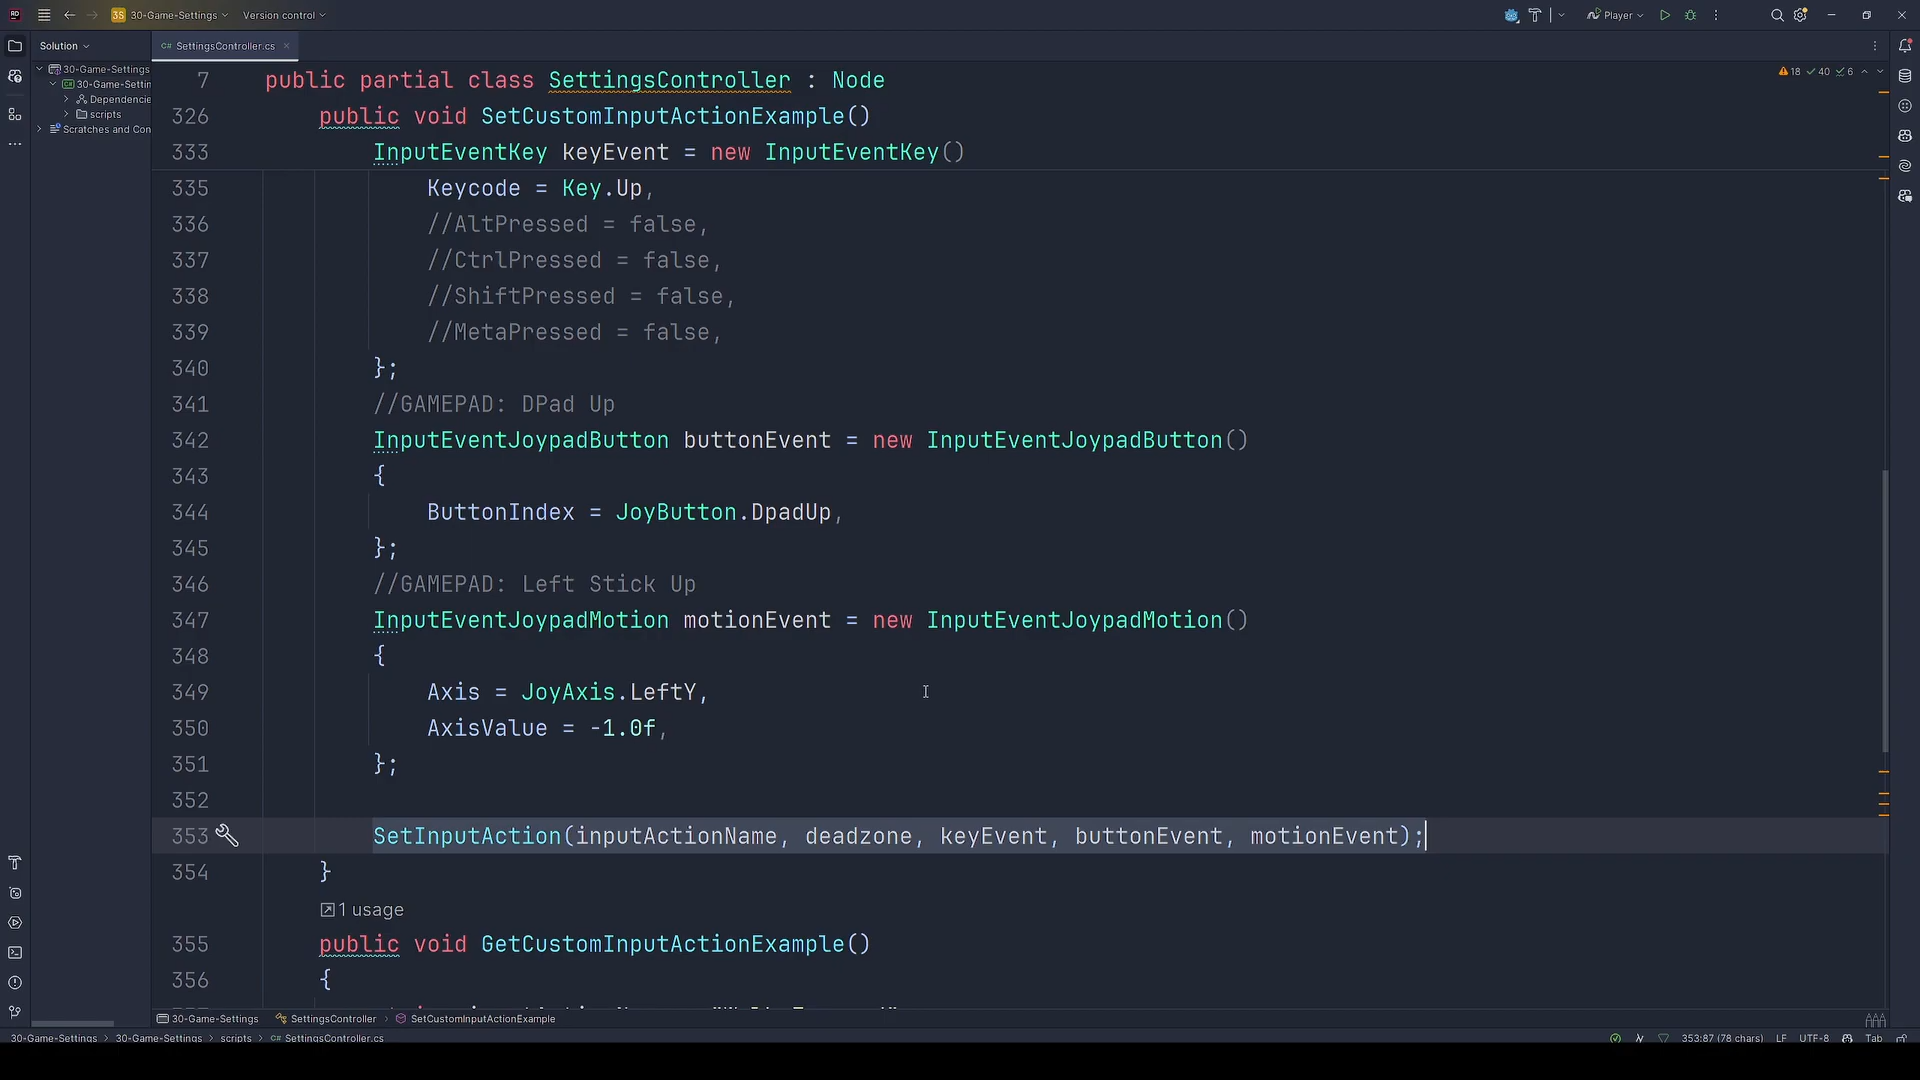 30-Game-Settings Version control Player
Solution SettingsController.cs
30-Game-Settings
30-Game-Settin
Dependencie
scripts
Scratches and Con
18 40 6
7 public partial class SettingsController : Node
326 public void SetCustomInputActionExample()
333 InputEventKey keyEvent = new InputEventKey()
335 Keycode = Key.Up,
336 //AltPressed = false,
337 //CtrlPressed = false,
338 //ShiftPressed = false,
339 //MetaPressed = false,
340 };
341 //GAMEPAD: DPad Up
342 InputEventJoypadButton buttonEvent = new InputEventJoypadButton()
343 {
344 ButtonIndex = JoyButton.DpadUp,
345 };
346 //GAMEPAD: Left Stick Up
347 InputEventJoypadMotion motionEvent = new InputEventJoypadMotion()
348 {
349 Axis = JoyAxis.LeftY,
350 AxisValue = -1.0f,
351 };
352
353 SetInputAction(inputActionName, deadzone, keyEvent, buttonEvent, motionEvent);
354 }
1 usage
355 public void GetCustomInputActionExample()
356 {
30-Game-Settings SettingsController SetCustomInputActionExample
30-Game-Settings 30-Game-Settings scripts SettingsController.cs 353:87 (78 chars) LF UTF-8 Tab